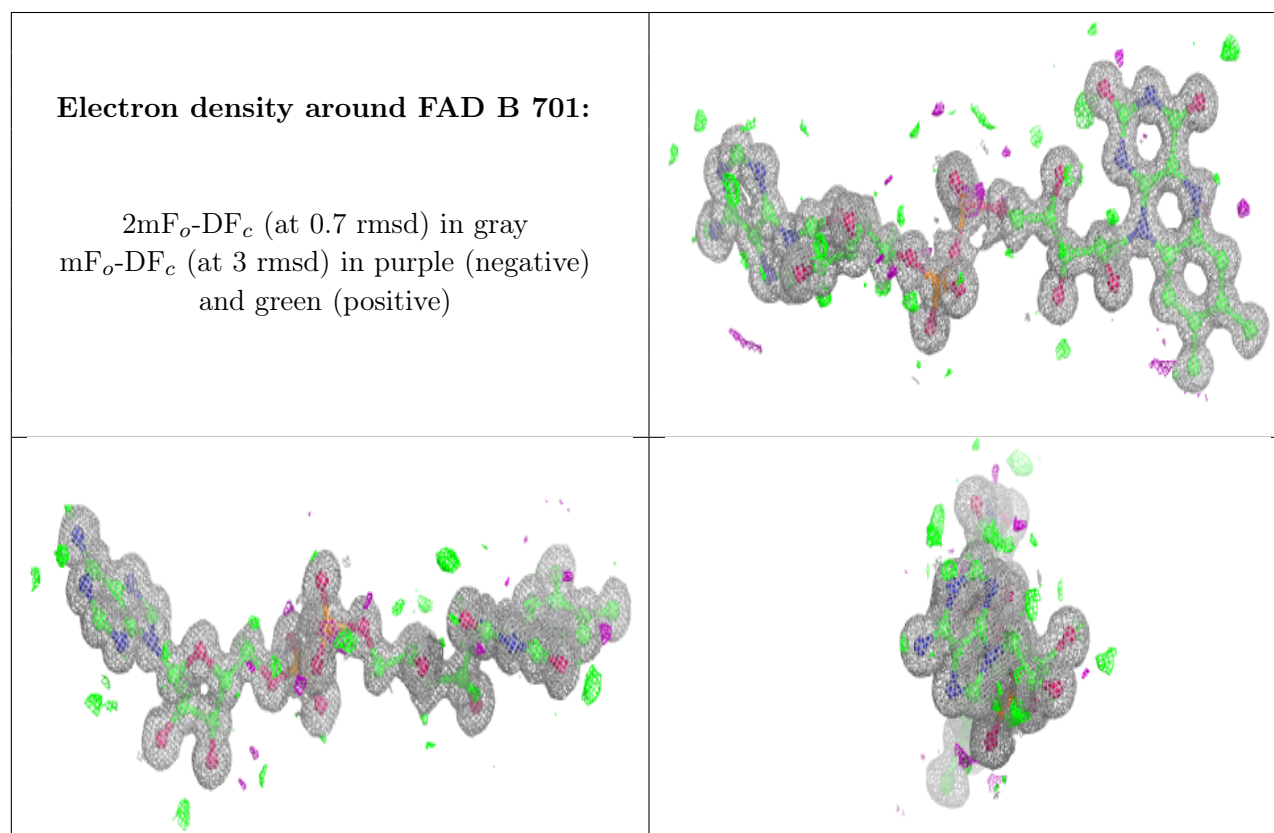 Electron density around FAD B 701:
2mFₒ-DF𝒸 (at 0.7 rmsd) in gray
mFₒ-DF𝒸 (at 3 rmsd) in purple (negative)
and green (positive)